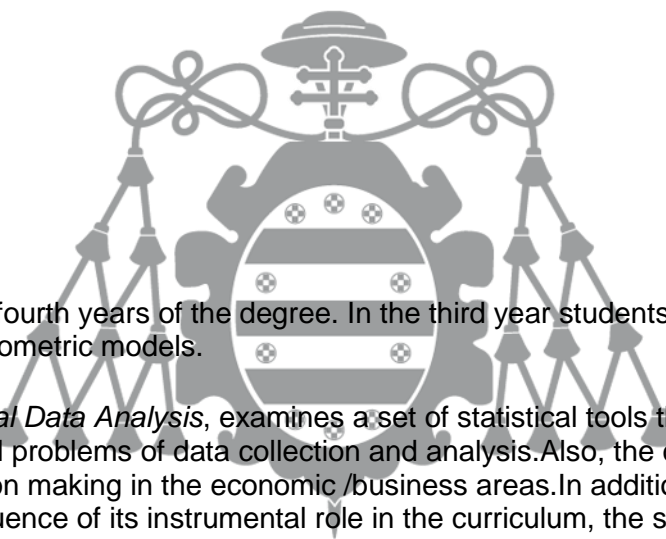 fourth years of the degree. In the third year students
ometric models.
al Data Analysis, examines a set of statistical tools
problems of data collection and analysis.Also, the
on making in the economic /business areas.In additio
uence of its instrumental role in the curriculum, the s